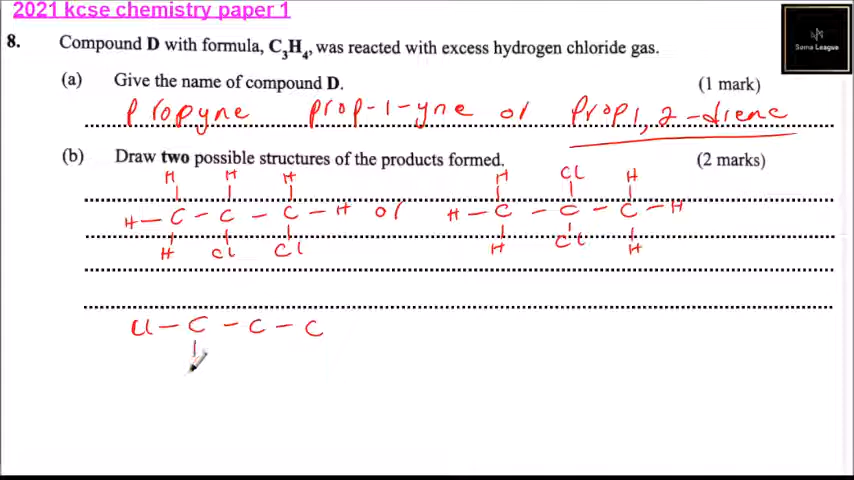 2021 kcse chemistry paper 1
Soma League
8. Compound D with formula, C₃H₄, was reacted with excess hydrogen chloride gas.
(a) Give the name of compound D. (1 mark)
propyne prop-1-yne or prop1,2-diene
(b) Draw two possible structures of the products formed. (2 marks)
H H H H CL H
H - C - C - C - H or H - C - C - C - H
H Cl Cl H Cl H
Cl - C - C - C